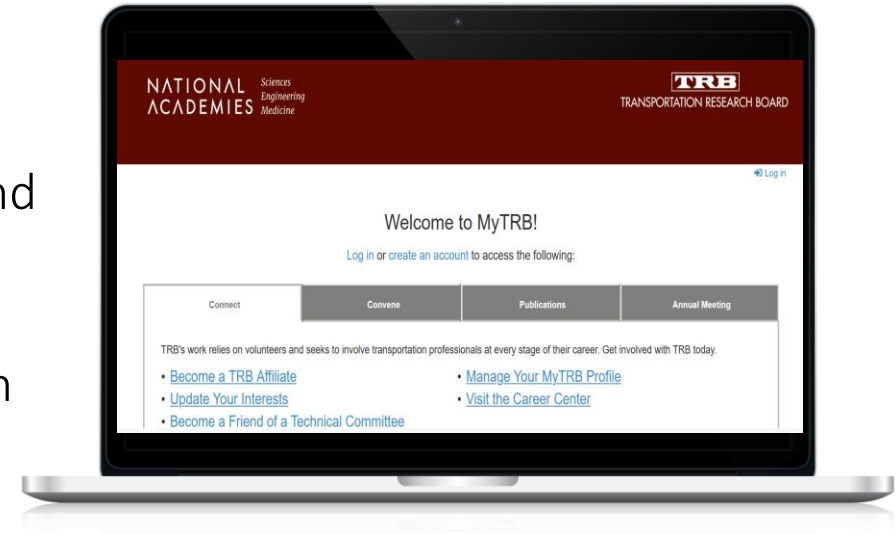 nd
n
NATIONAL Sciences
ACADEMIES Engineering
Medicine
TRB
TRANSPORTATION RESEARCH BOARD
Log in
Welcome to MyTRB!
Log in or create an account to access the following:
Connect Convene Publications Annual Meeting
TRB's work relies on volunteers and seeks to involve transportation professionals at every stage of their career. Get involved with TRB today.
• Become a TRB Affiliate • Manage Your MyTRB Profile
• Update Your Interests • Visit the Career Center
• Become a Friend of a Technical Committee